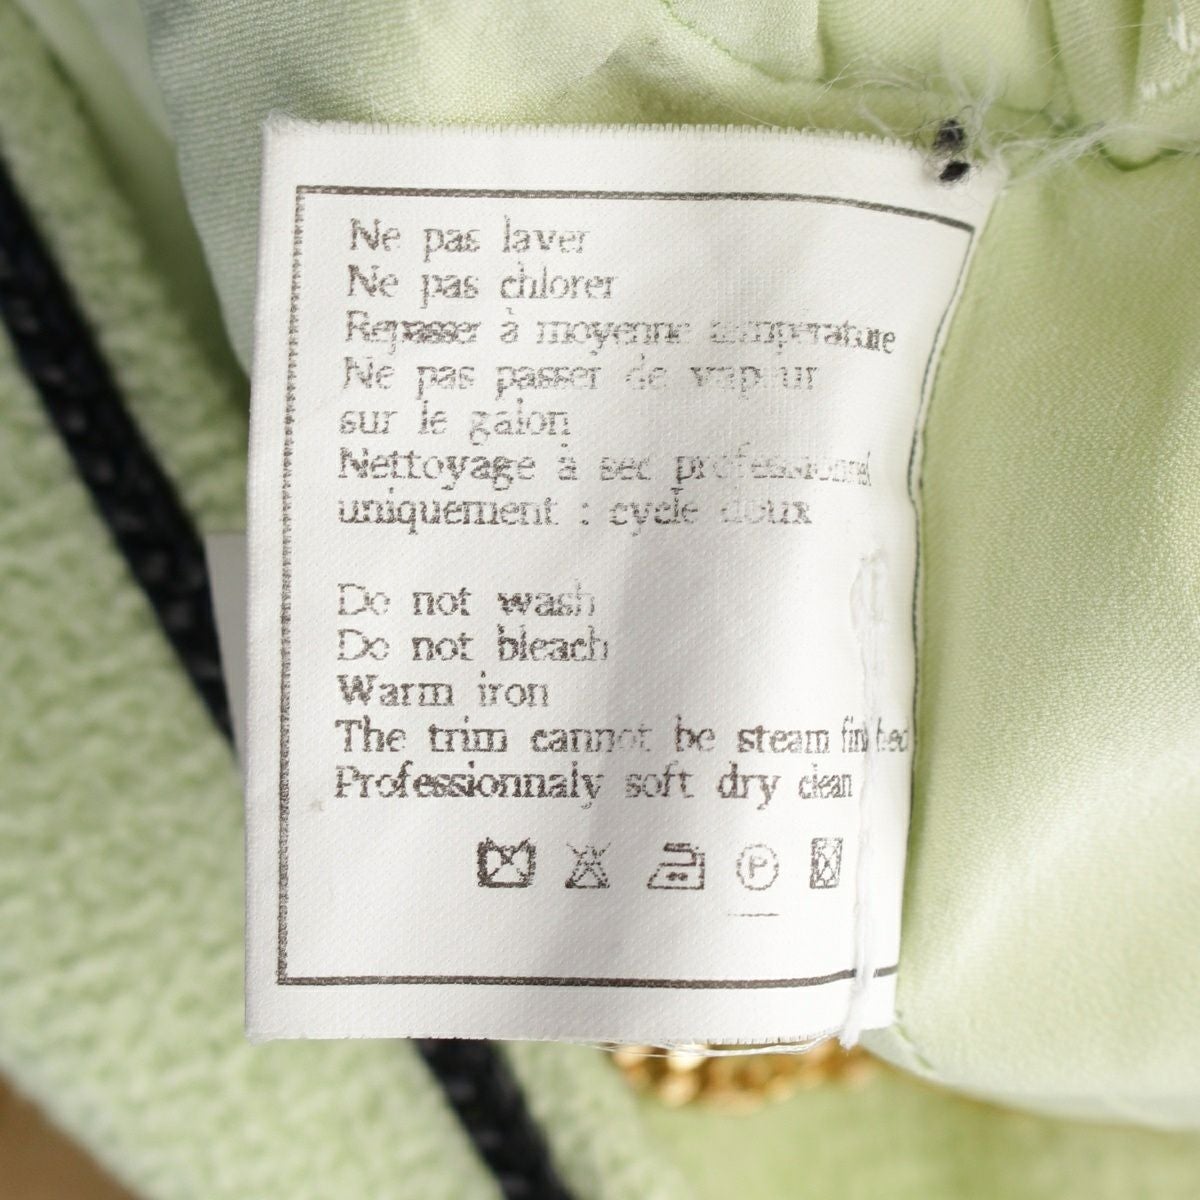 Ne pas laver
Ne pas chlorer
Repasser à moyenne température
Ne pas passer de vapeur
sur le galon
Nettoyage à sec professionnel
uniquement : cycle doux
Do not wash
Do not bleach
Warm iron
The trim cannot be steam finished
Professionnaly soft dry clean
P